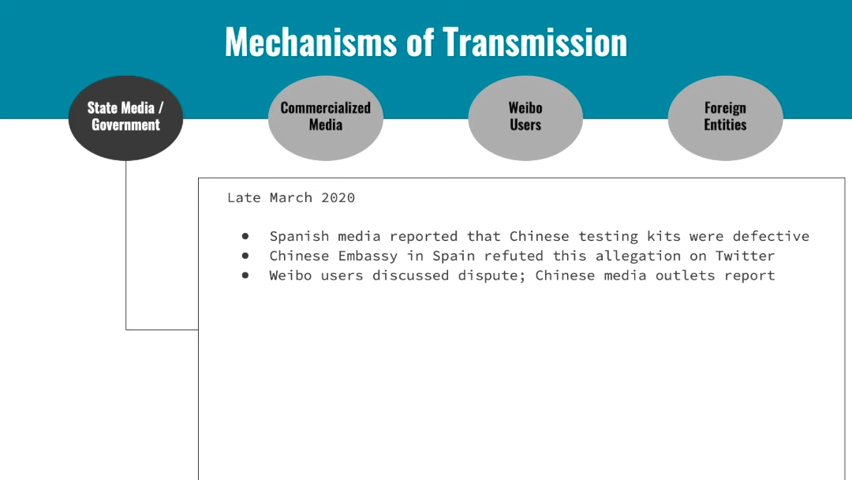 Mechanisms of Transmission
State Media /
Government
Commercialized
Media
Weibo
Users
Foreign
Entities
Late March 2020
● Spanish media reported that Chinese testing kits were defective
● Chinese Embassy in Spain refuted this allegation on Twitter
● Weibo users discussed dispute; Chinese media outlets report